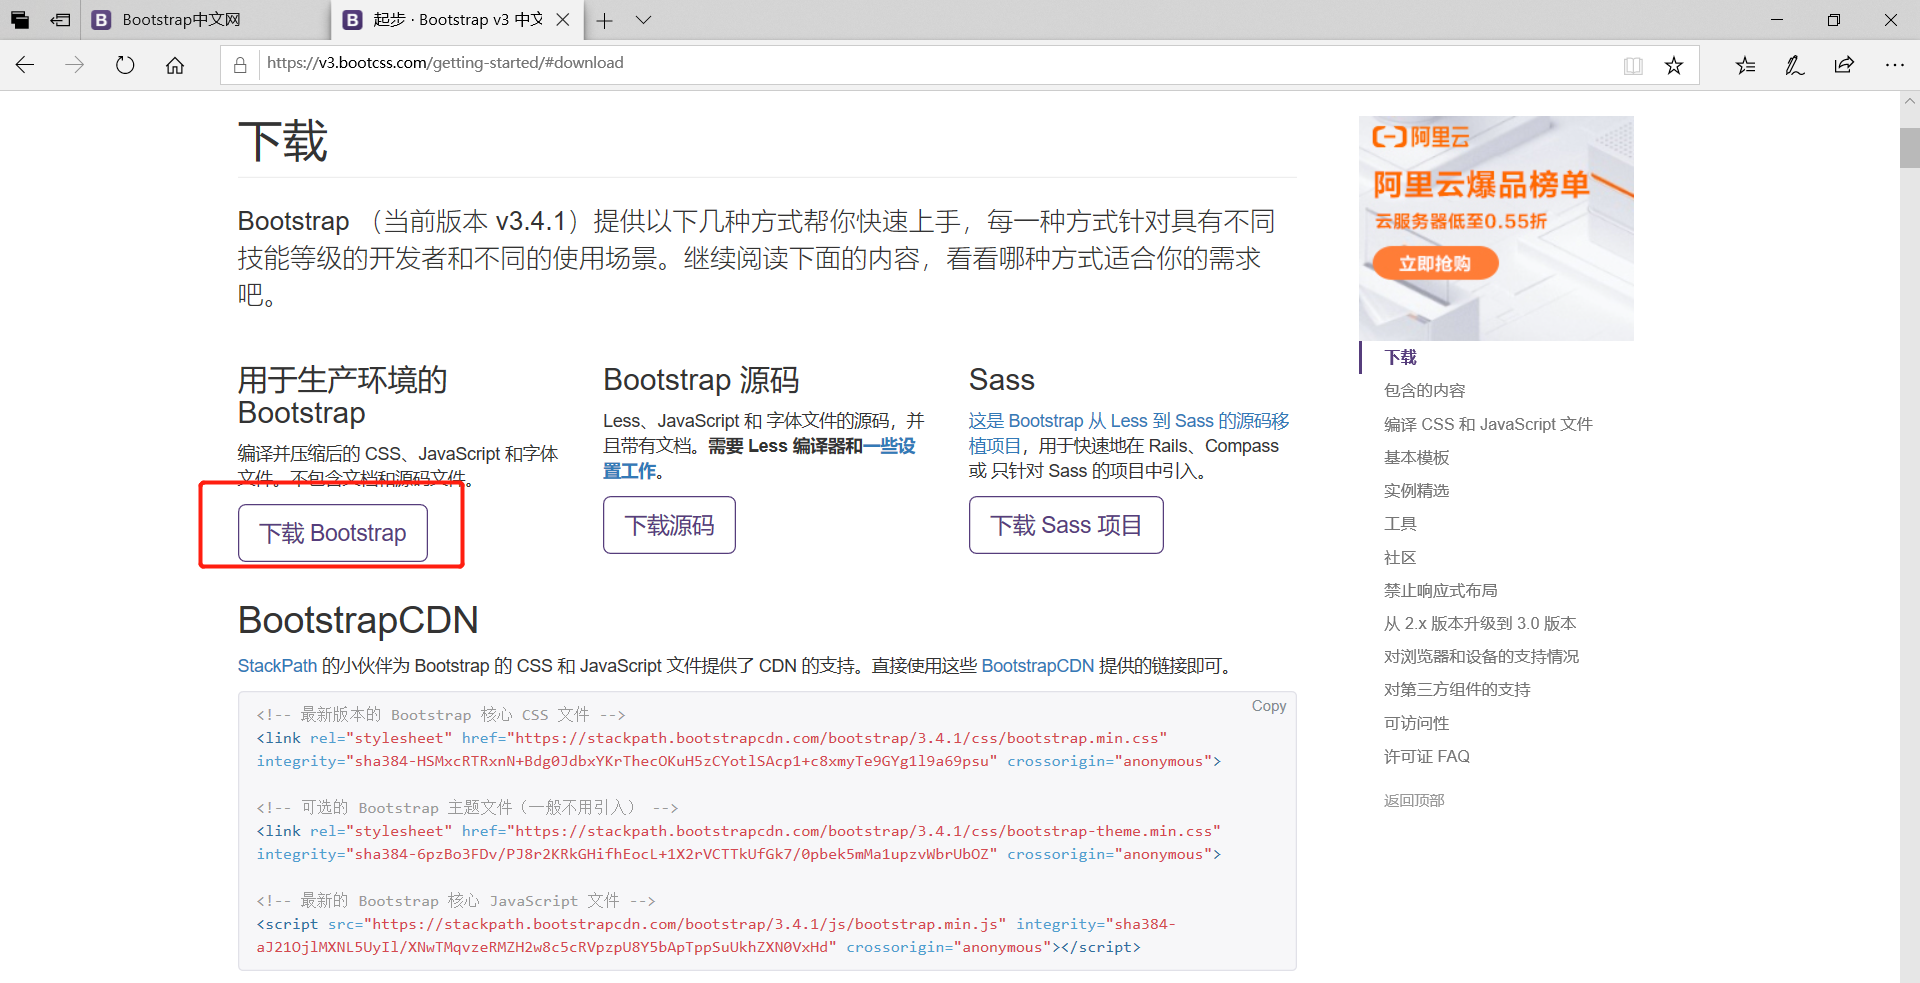 Bootstrap中文网
起步 · Bootstrap v3 中文
https://v3.bootcss.com/getting-started/#download
下载
Bootstrap （当前版本 v3.4.1）提供以下几种方式帮你快速上手，每一种方式针对具有不同
技能等级的开发者和不同的使用场景。继续阅读下面的内容，看看哪种方式适合你的需求
吧。
用于生产环境的
Bootstrap
编译并压缩后的 CSS、JavaScript 和字体
文件。不包含文档和源码文件。
下载 Bootstrap
Bootstrap 源码
Less、JavaScript 和 字体文件的源码，并
且带有文档。需要 Less 编译器和一些设
置工作。
下载源码
Sass
这是 Bootstrap 从 Less 到 Sass 的源码移
植项目，用于快速地在 Rails、Compass
或 只针对 Sass 的项目中引入。
下载 Sass 项目
BootstrapCDN
StackPath 的小伙伴为 Bootstrap 的 CSS 和 JavaScript 文件提供了 CDN 的支持。直接使用这些 BootstrapCDN 提供的链接即可。
Copy
<!-- 最新版本的 Bootstrap 核心 CSS 文件 -->
<link rel="stylesheet" href="https://stackpath.bootstrapcdn.com/bootstrap/3.4.1/css/bootstrap.min.css"
integrity="sha384-HSMxcRTRxnN+Bdg0JdbxYKrThecOKuH5zCYotlSAcp1+c8xmyTe9GYg1l9a69psu" crossorigin="anonymous">
<!-- 可选的 Bootstrap 主题文件（一般不用引入） -->
<link rel="stylesheet" href="https://stackpath.bootstrapcdn.com/bootstrap/3.4.1/css/bootstrap-theme.min.css"
integrity="sha384-6pzBo3FDv/PJ8r2KRkGHifhEocL+1X2rVCTTkUfGk7/0pbek5mMa1upzvWbrUbOZ" crossorigin="anonymous">
<!-- 最新的 Bootstrap 核心 JavaScript 文件 -->
<script src="https://stackpath.bootstrapcdn.com/bootstrap/3.4.1/js/bootstrap.min.js" integrity="sha384-
aJ21OjlMXNL5UyIl/XNwTMqvzeRMZH2w8c5cRVpzpU8Y5bApTppSuUkhZXN0VxHd" crossorigin="anonymous"></script>
阿里云
阿里云爆品榜单
云服务器低至0.55折
立即抢购
下载
包含的内容
编译 CSS 和 JavaScript 文件
基本模板
实例精选
工具
社区
禁止响应式布局
从 2.x 版本升级到 3.0 版本
对浏览器和设备的支持情况
对第三方组件的支持
可访问性
许可证 FAQ
返回顶部